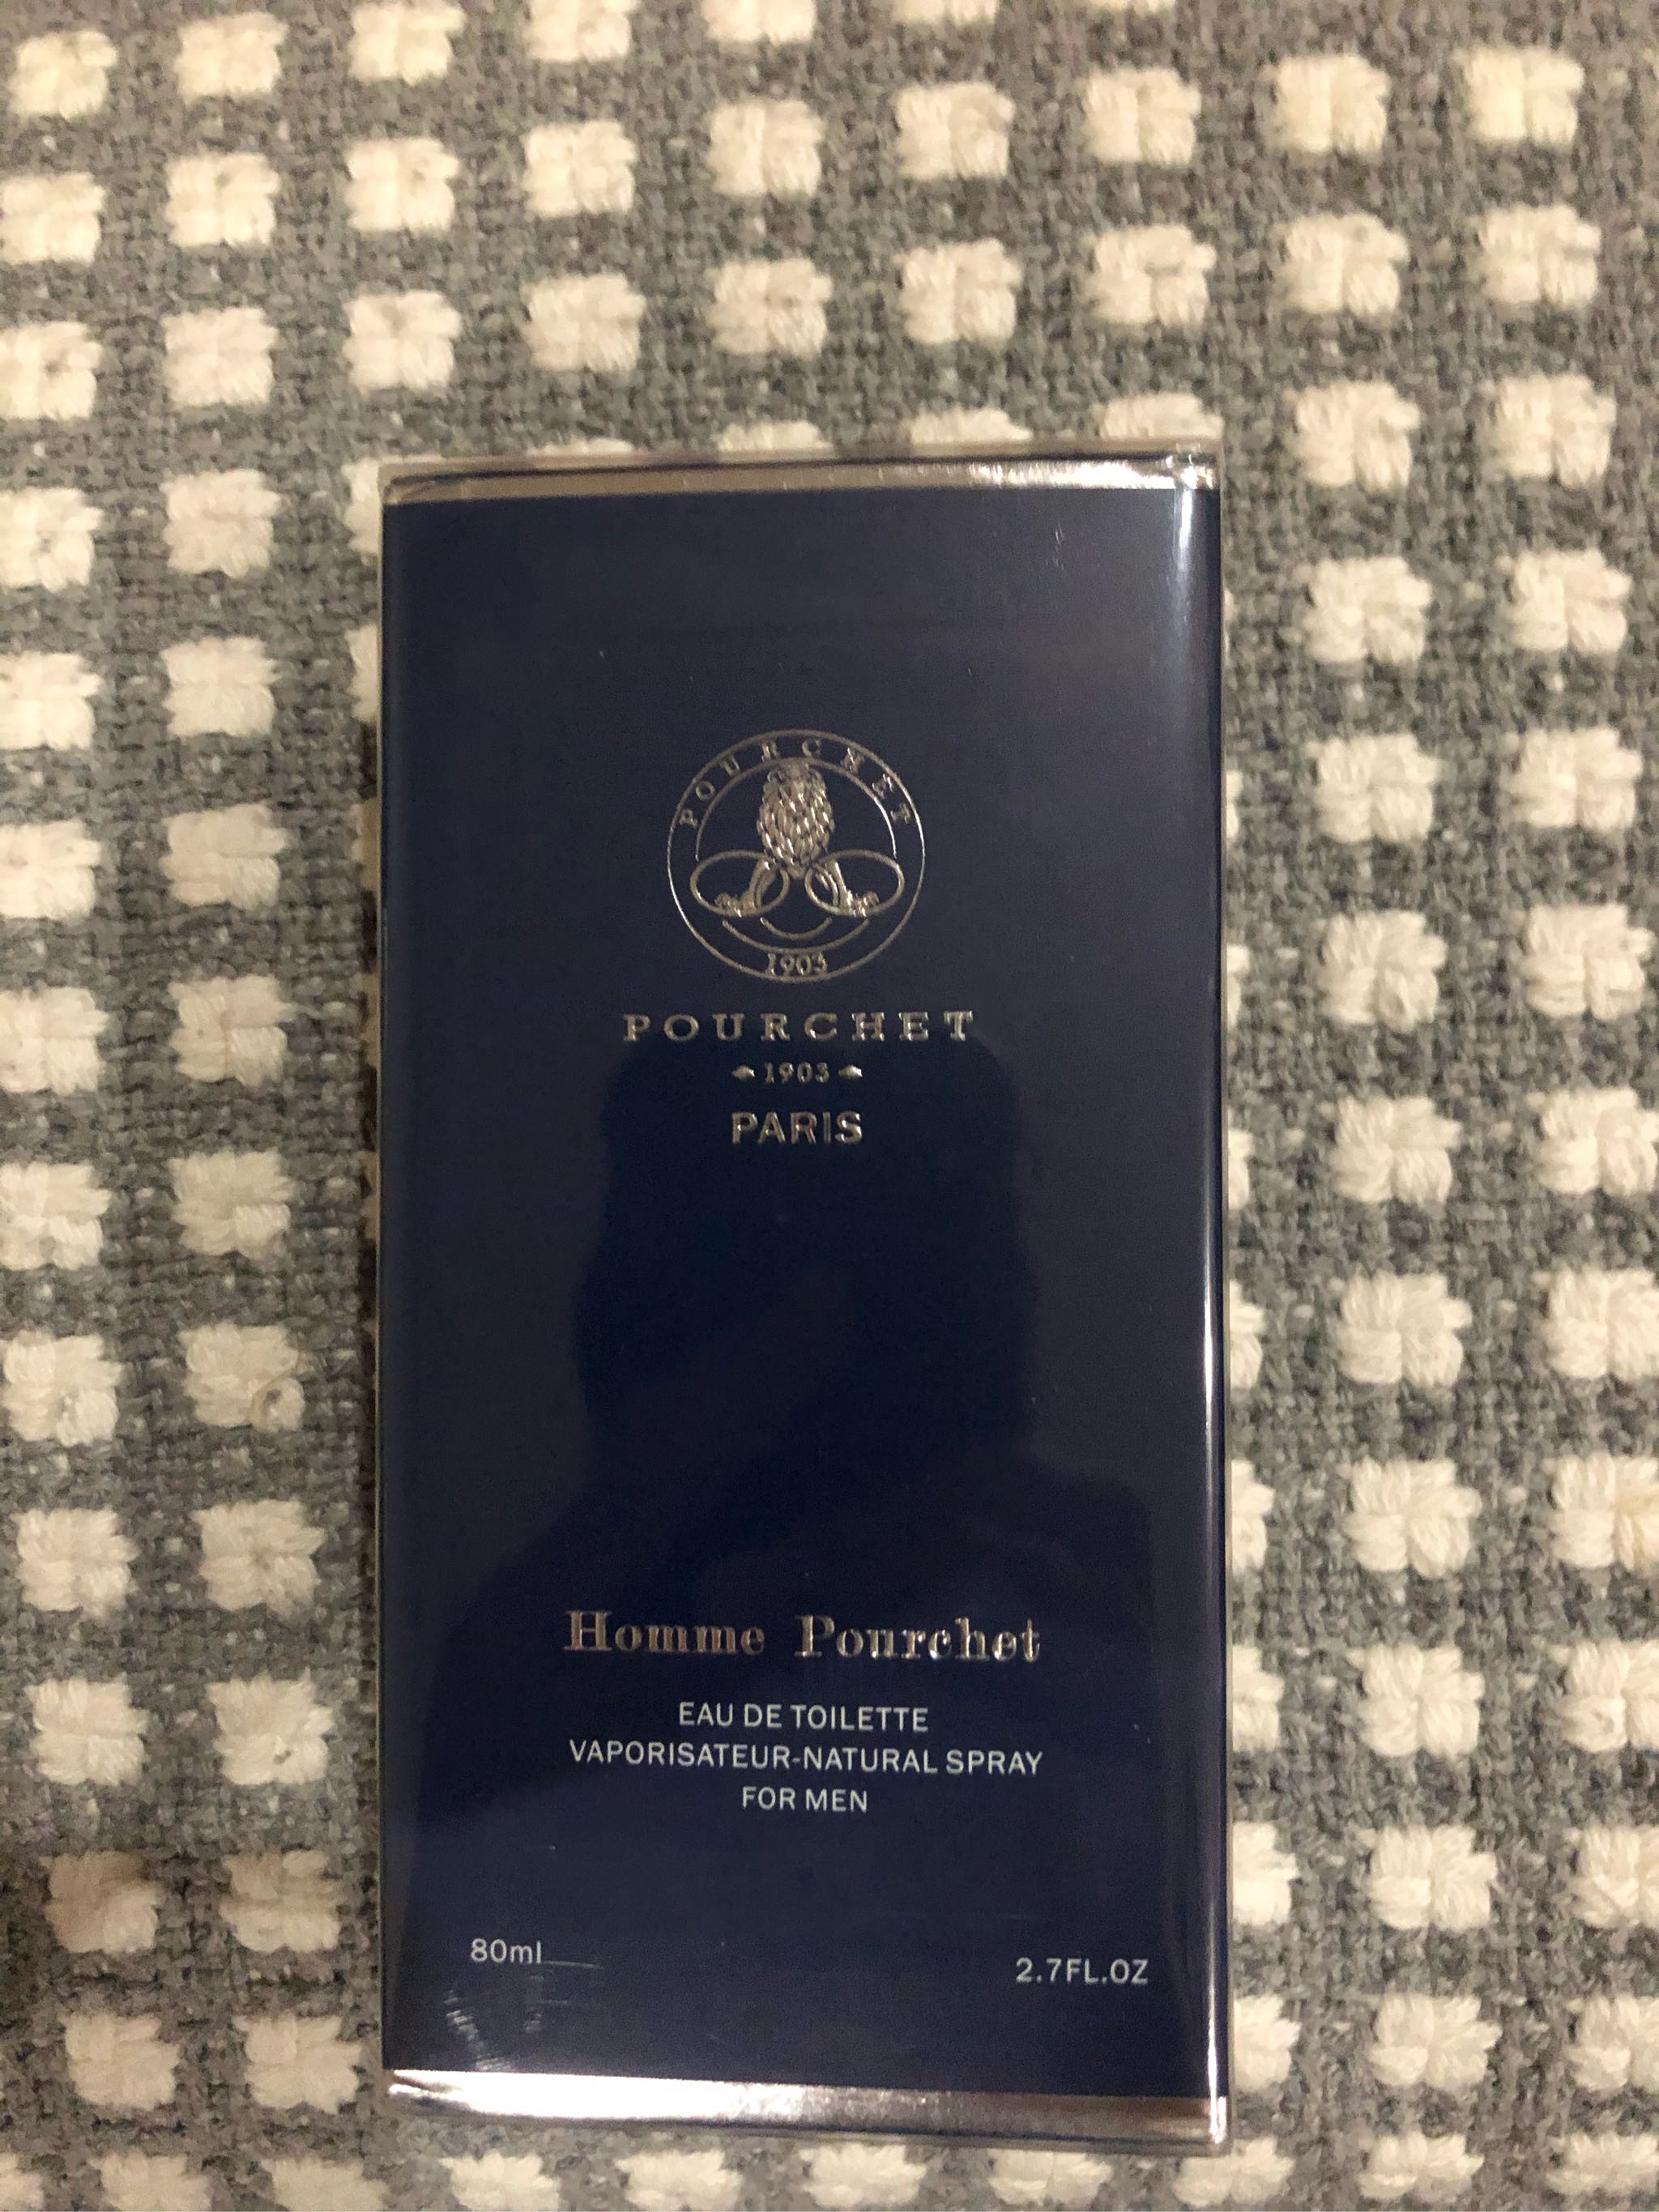 POURCHET
1903
POURCHET
1903
PARIS
Homme Pourchet
EAU DE TOILETTE
VAPORISATEUR-NATURAL SPRAY
FOR MEN
80ml
2.7FL.OZ